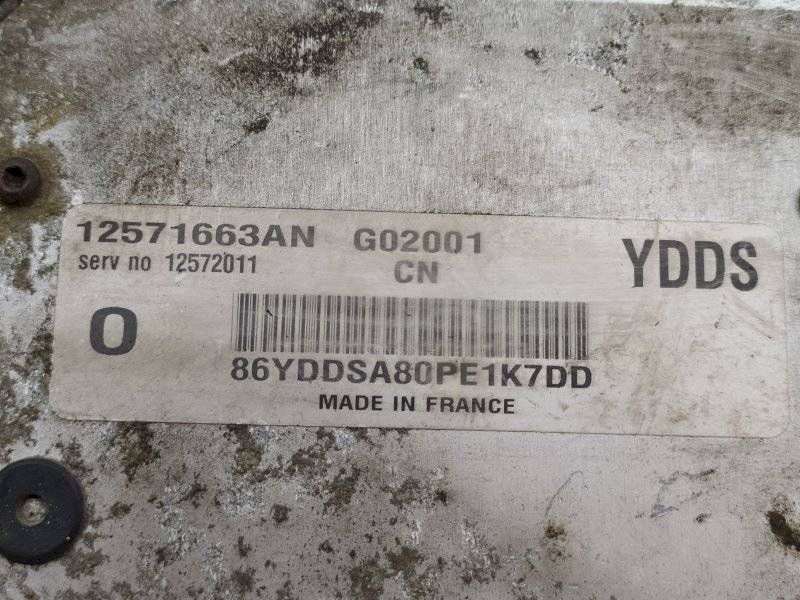 12571663AN G02001 YDDS
serv no 12572011 CN
O
86YDDSA80PE1K7DD
MADE IN FRANCE